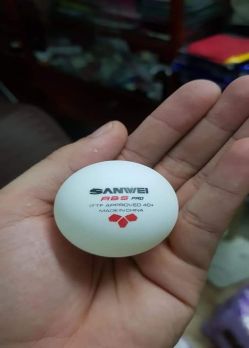 SANWEI
ABS PRO
ITTF APPROVED 40+
MADE IN CHINA